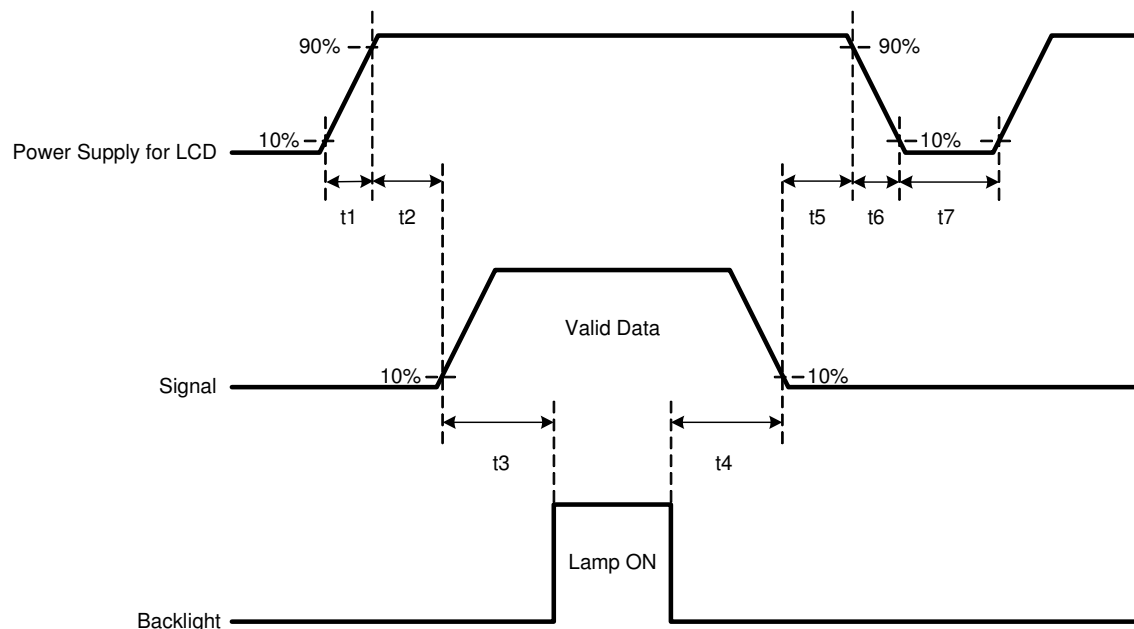 90%
90%
10%
10%
Power Supply for LCD
t1
t2
t5
t6
t7
Valid Data
10%
10%
Signal
t3
t4
Lamp ON
Backlight